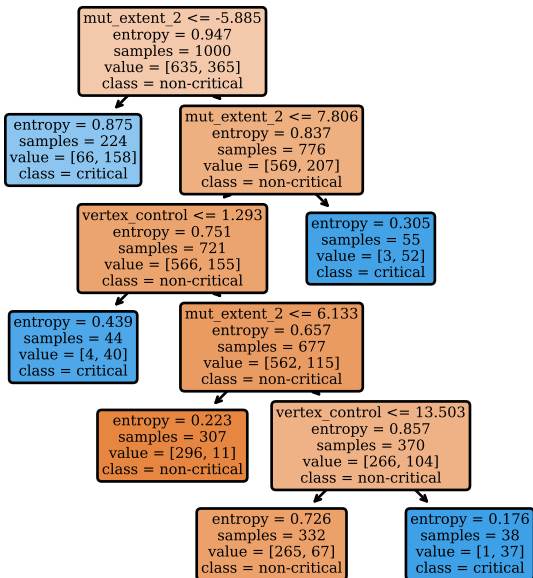 mut_extent_2 <= -5.885
entropy = 0.947
samples = 1000
value = [635, 365]
class = non-critical
entropy = 0.875
samples = 224
value = [66, 158]
class = critical
mut_extent_2 <= 7.806
entropy = 0.837
samples = 776
value = [569, 207]
class = non-critical
vertex_control <= 1.293
entropy = 0.751
samples = 721
value = [566, 155]
class = non-critical
entropy = 0.305
samples = 55
value = [3, 52]
class = critical
entropy = 0.439
samples = 44
value = [4, 40]
class = critical
mut_extent_2 <= 6.133
entropy = 0.657
samples = 677
value = [562, 115]
class = non-critical
entropy = 0.223
samples = 307
value = [296, 11]
class = non-critical
vertex_control <= 13.503
entropy = 0.857
samples = 370
value = [266, 104]
class = non-critical
entropy = 0.726
samples = 332
value = [265, 67]
class = non-critical
entropy = 0.176
samples = 38
value = [1, 37]
class = critical